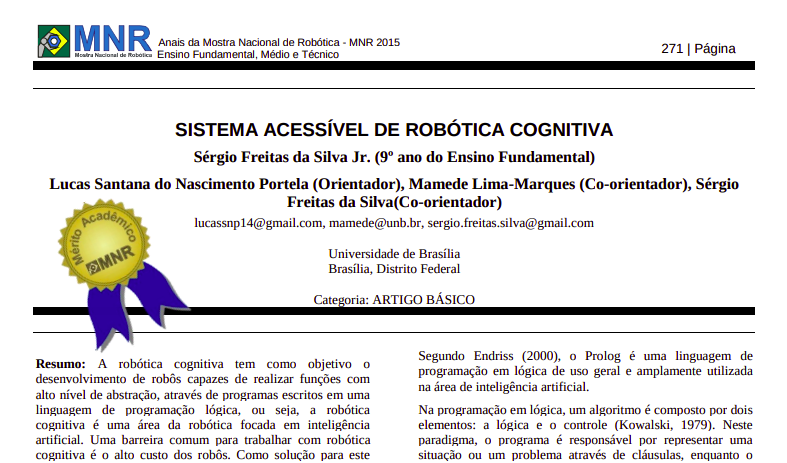 MNR
Mostra Nacional de Robótica
Anais da Mostra Nacional de Robótica - MNR 2015
Ensino Fundamental, Médio e Técnico
271 | Página
SISTEMA ACESSÍVEL DE ROBÓTICA COGNITIVA
Sérgio Freitas da Silva Jr. (9º ano do Ensino Fundamental)
Lucas Santana do Nascimento Portela (Orientador), Mamede Lima-Marques (Co-orientador), Sérgio
Freitas da Silva(Co-orientador)
lucassnp14@gmail.com, mamede@unb.br, sergio.freitas.silva@gmail.com
Mérito Acadêmico
MNR
Universidade de Brasília
Brasília, Distrito Federal
Categoria: ARTIGO BÁSICO
Resumo: A robótica cognitiva tem como objetivo o
desenvolvimento de robôs capazes de realizar funções com
alto nível de abstração, através de programas escritos em uma
linguagem de programação lógica, ou seja, a robótica
cognitiva é uma área da robótica focada em inteligência
artificial. Uma barreira comum para trabalhar com robótica
cognitiva é o alto custo dos robôs. Como solução para este
Segundo Endriss (2000), o Prolog é uma linguagem de
programação em lógica de uso geral e amplamente utilizada
na área de inteligência artificial.
Na programação em lógica, um algoritmo é composto por dois
elementos: a lógica e o controle (Kowalski, 1979). Neste
paradigma, o programa é responsável por representar uma
situação ou um problema através de cláusulas, enquanto o